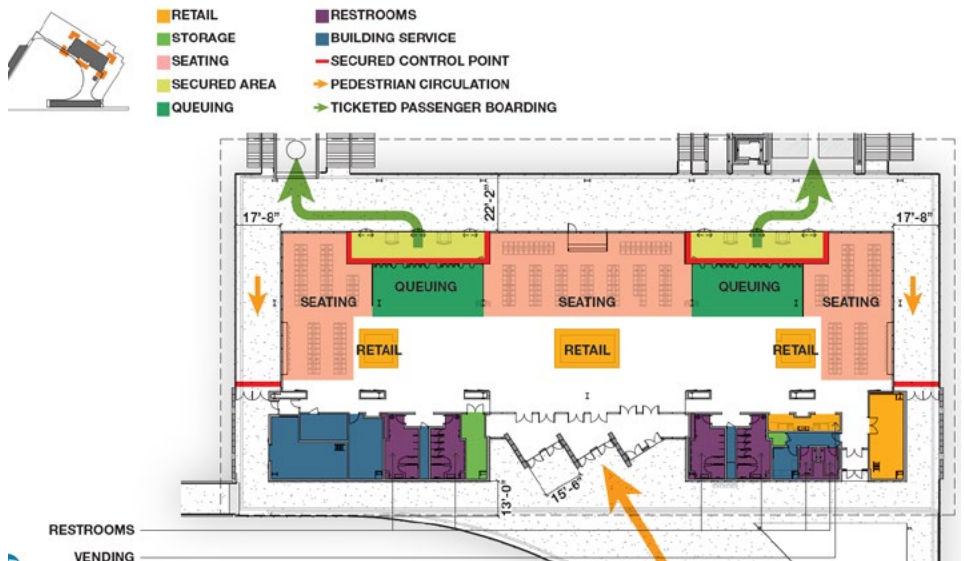 RETAIL
STORAGE
SEATING
SECURED AREA
QUEUING
RESTROOMS
BUILDING SERVICE
SECURED CONTROL POINT
PEDESTRIAN CIRCULATION
TICKETED PASSENGER BOARDING
17'-8"
22'-2"
17'-8"
QUEUING
QUEUING
SEATING
SEATING
SEATING
RETAIL
RETAIL
RETAIL
15'-6"
13'-0"
RESTROOMS
VENDING